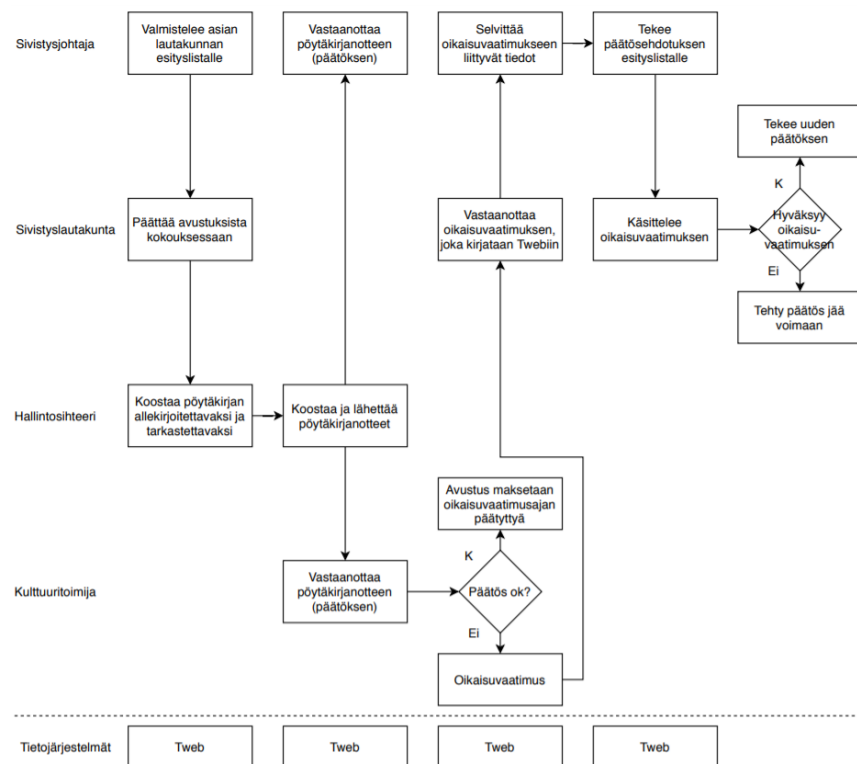 Sivistysjohtaja
Valmistelee asian
lautakunnan
esityslistalle
Vastaanottaa
pöytäkirjanotteen
(päätöksen)
Selvittää
oikaisuvaatimukseen
liittyvät tiedot
Tekee
päätösehdotuksen
esityslistalle
Tekee uuden
päätöksen
K
Sivistyslautakunta
Päättää avustuksista
kokouksessaan
Vastaanottaa
oikaisuvaatimuksen,
joka kirjataan Twebiin
Käsittelee
oikaisuvaatimuksen
Hyväksyy
oikaisu-
vaatimuksen
Ei
Tehty päätös jää
voimaan
Hallintosihteeri
Koostaa pöytäkirjan
allekirjoitettavaksi ja
tarkastettavaksi
Koostaa ja lähettää
pöytäkirjanotteet
Avustus maksetaan
oikaisuvaatimusajan
päätyttyä
K
Kulttuuritoimija
Vastaanottaa
pöytäkirjanotteen
(päätöksen)
Päätös ok?
Ei
Oikaisuvaatimus
Tietojärjestelmät
Tweb
Tweb
Tweb
Tweb